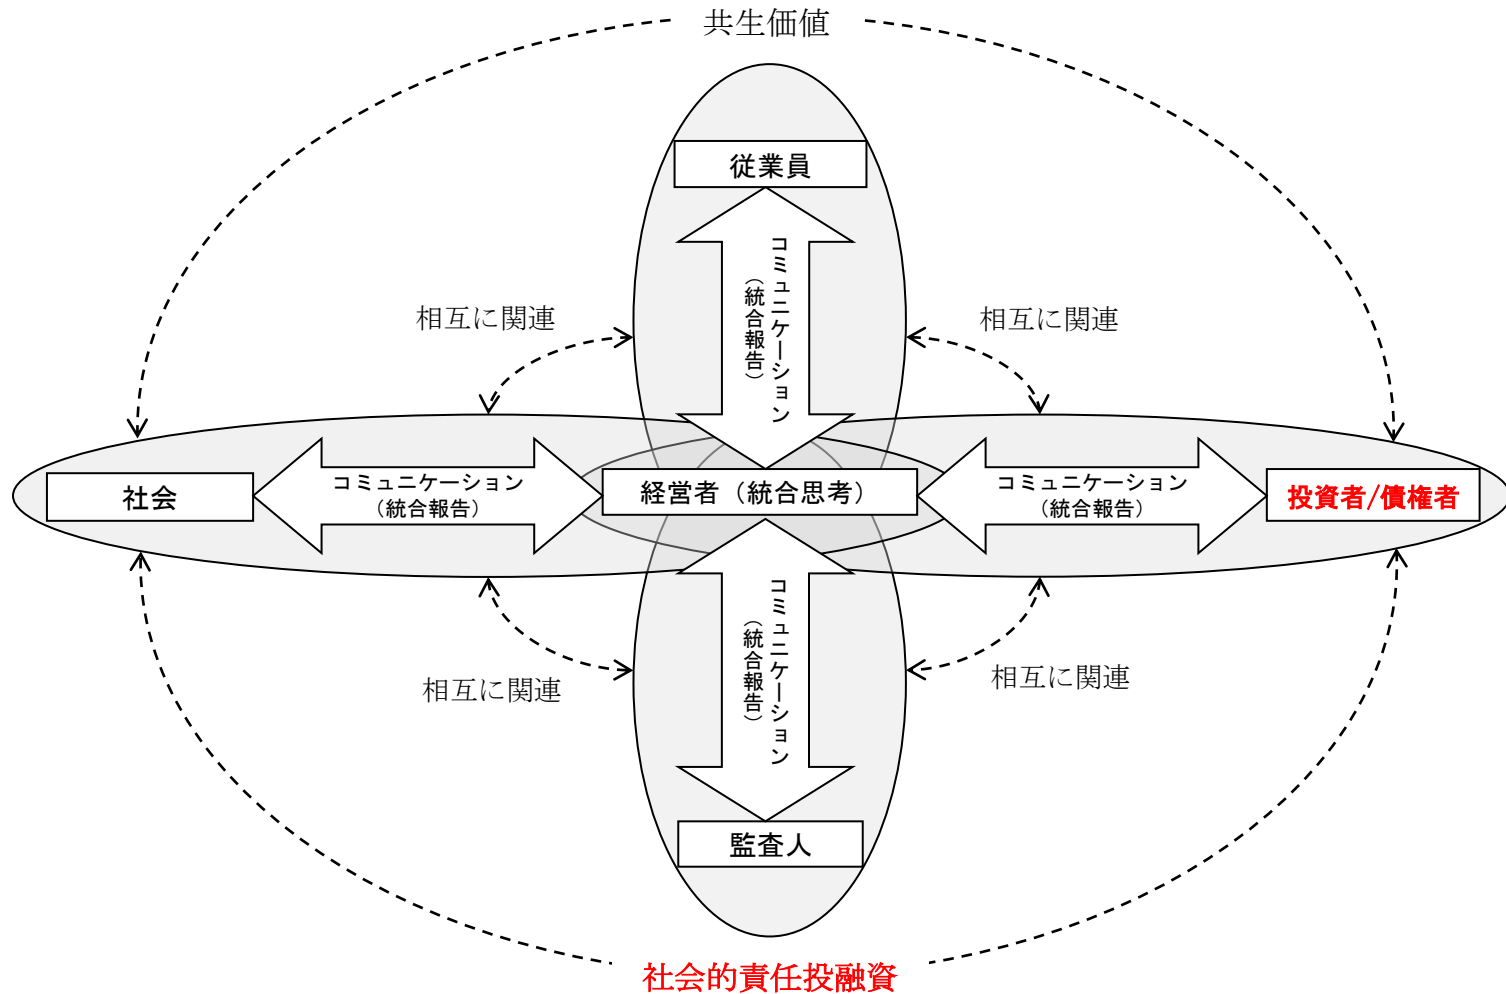 共生価値
従業員
コミュニケーション
（統合報告）
相互に関連
相互に関連
社会
コミュニケーション
（統合報告）
経営者（統合思考）
コミュニケーション
（統合報告）
投資者/債権者
コミュニケーション
（統合報告）
相互に関連
相互に関連
監査人
社会的責任投融資